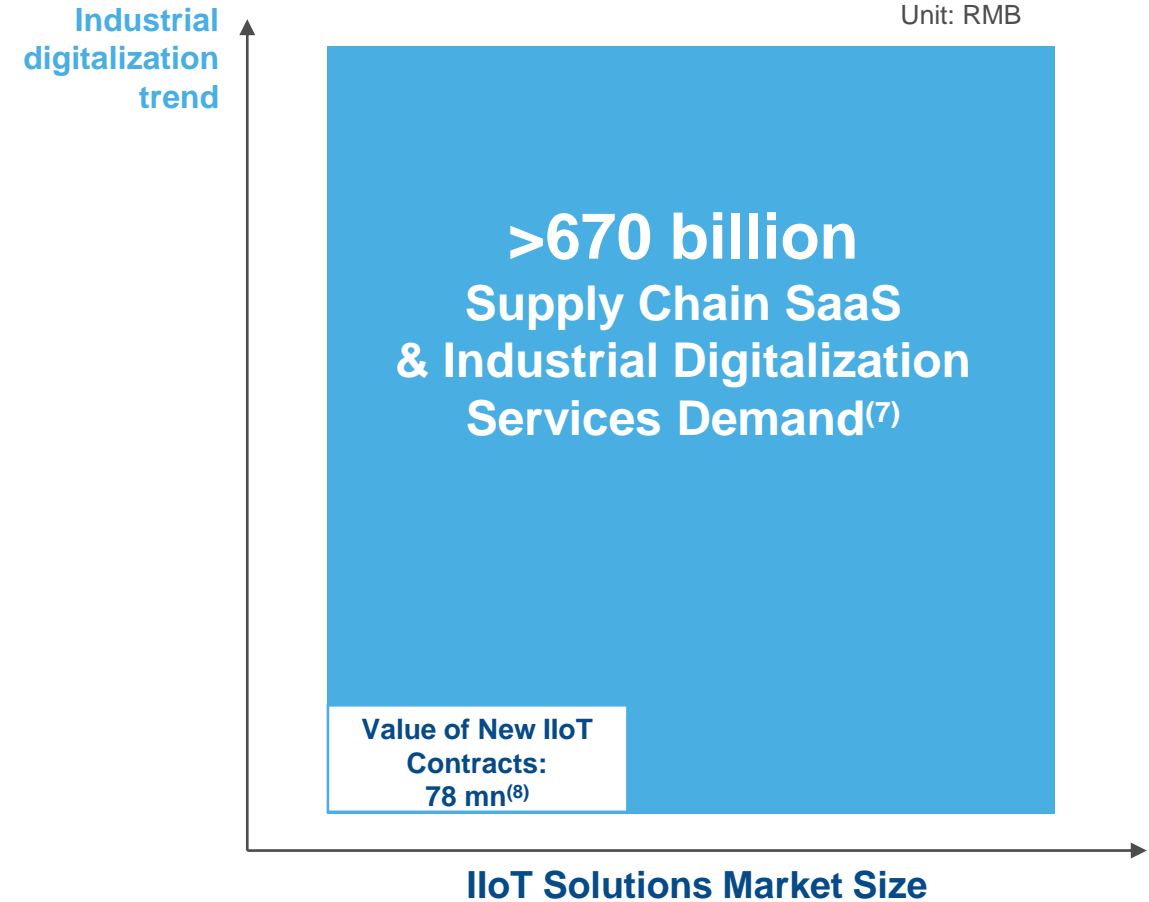 Industrial
digitalization
trend
Unit: RMB
>670 billion
Supply Chain SaaS
& Industrial Digitalization
Services Demand(7)
Value of New IIoT
Contracts:
78 mn(8)
IIoT Solutions Market Size